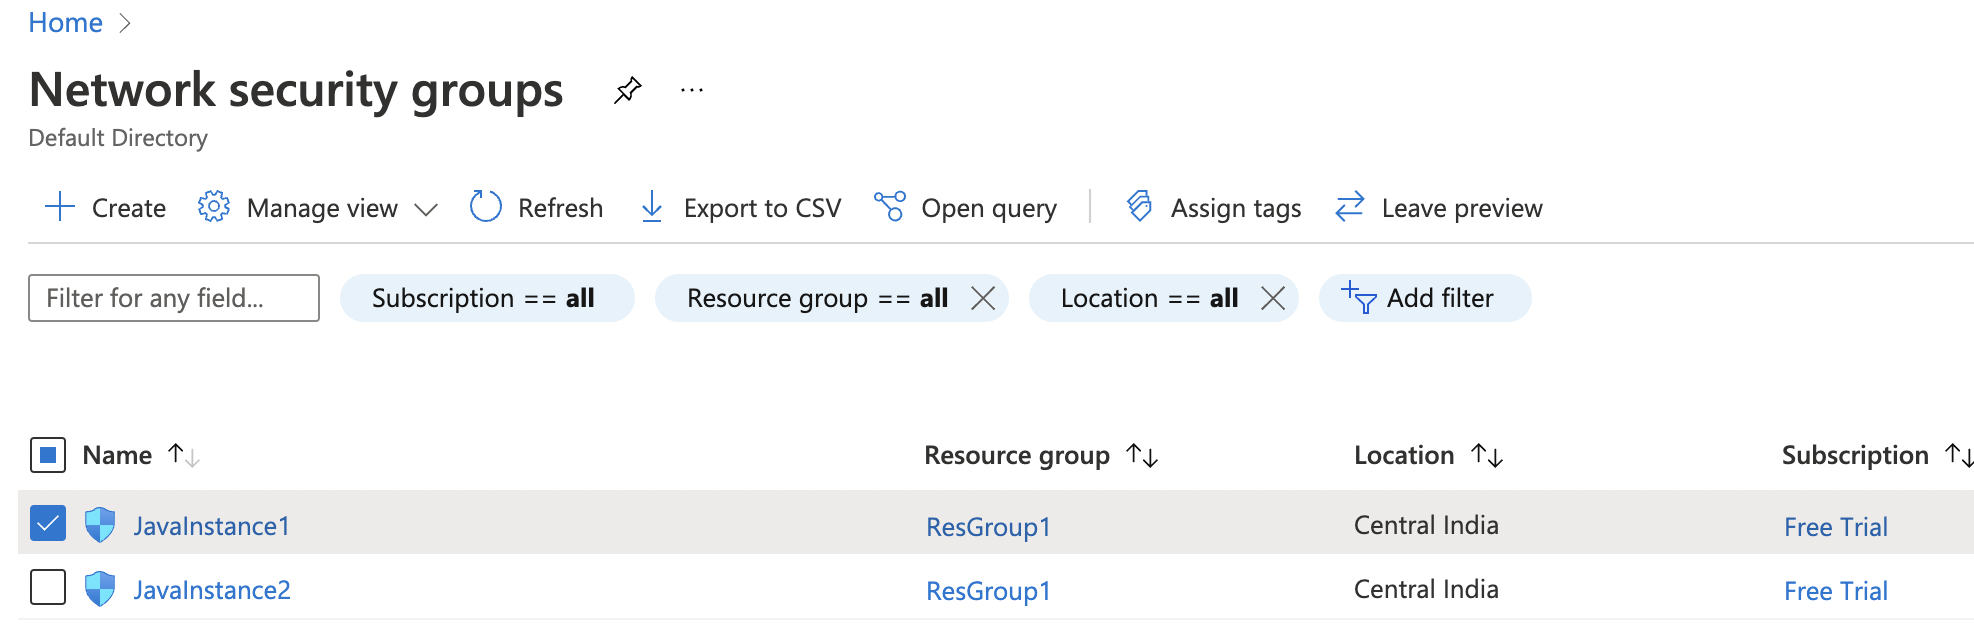 Home
Network security groups
Default Directory
Create Manage view Refresh Export to CSV Open query Assign tags Leave preview
Filter for any field... Subscription == all Resource group == all Location == all Add filter
Name Resource group Location Subscription
JavaInstance1 ResGroup1 Central India Free Trial
JavaInstance2 ResGroup1 Central India Free Trial